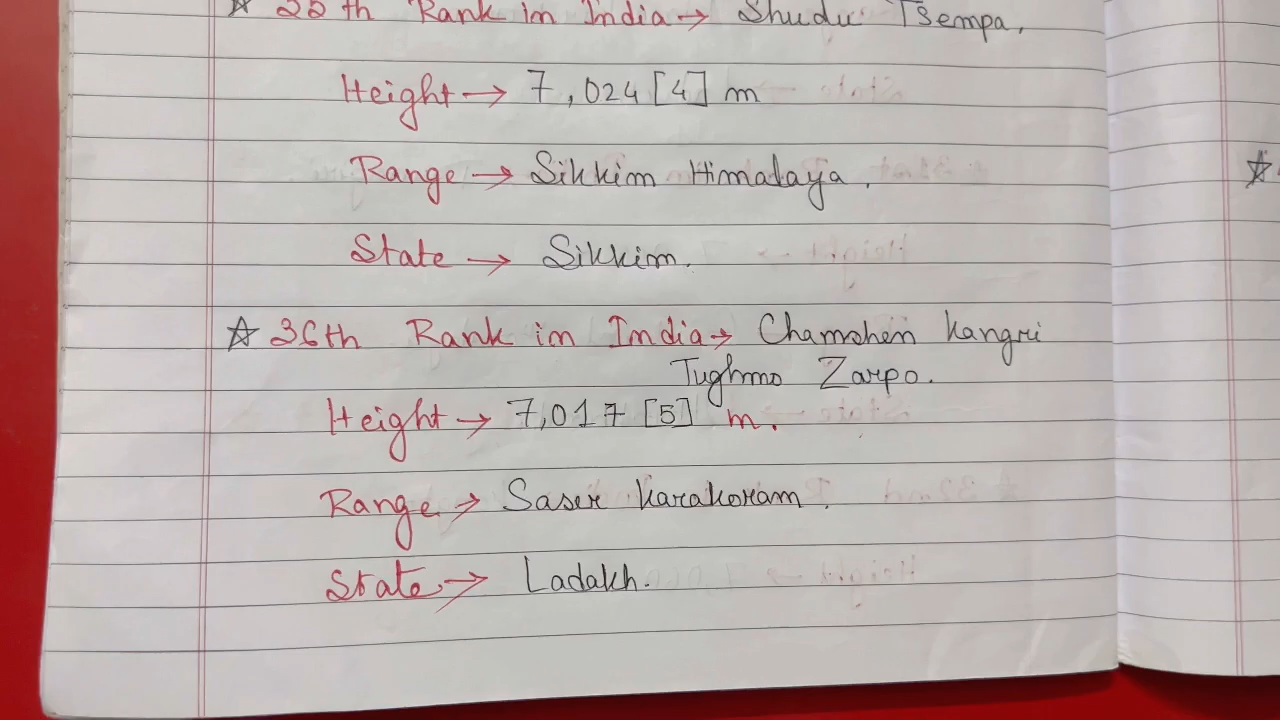 Rank in India → Shudu Tsempa,
Height → 7,024 [4] m
Range → Sikkim Himalaya.
State → Sikkim.
☆ 36th Rank in India → Chamshen Kangri
Tughmo Zarpo.
Height → 7,017 [5] m.
Range → Saser Karakoram.
State → Ladakh.